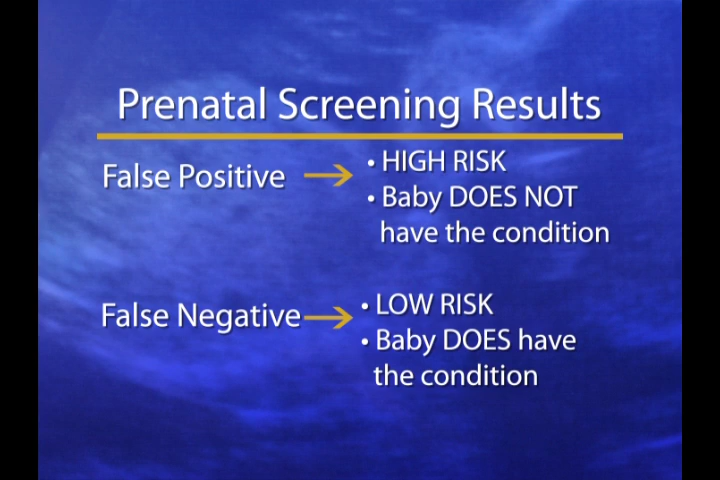 Prenatal Screening Results
False Positive → • HIGH RISK
• Baby DOES NOT
have the condition
False Negative → • LOW RISK
• Baby DOES have
the condition